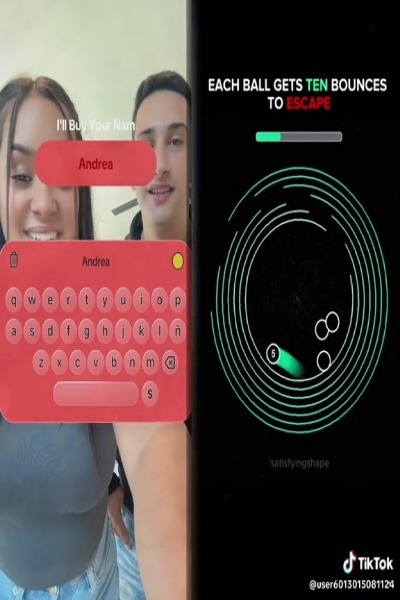 I'll Buy Your Nam
Andrea
Andrea
q w e r t y u i o p
a s d f g h j k l ñ
z x c v b n m
S
EACH BALL GETS TEN BOUNCES
TO ESCAPE
5
'satisfyingshape
TikTok
@user6013015081124